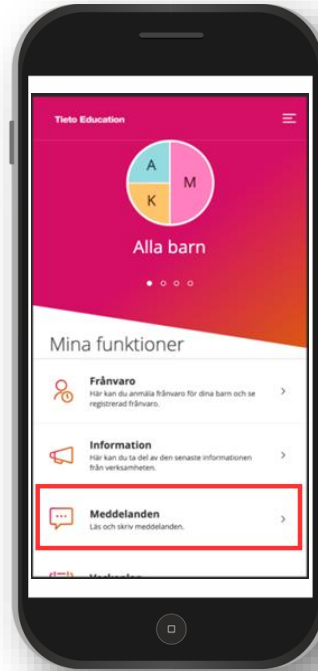 Tieto Education
A
M
K
Alla barn
Mina funktioner
Frånvaro
Här kan du anmäla frånvaro för dina barn och se
registrerad frånvaro.
Information
Här kan du ta del av den senaste informationen
från verksamheten.
Meddelanden
Läs och skriv meddelanden.